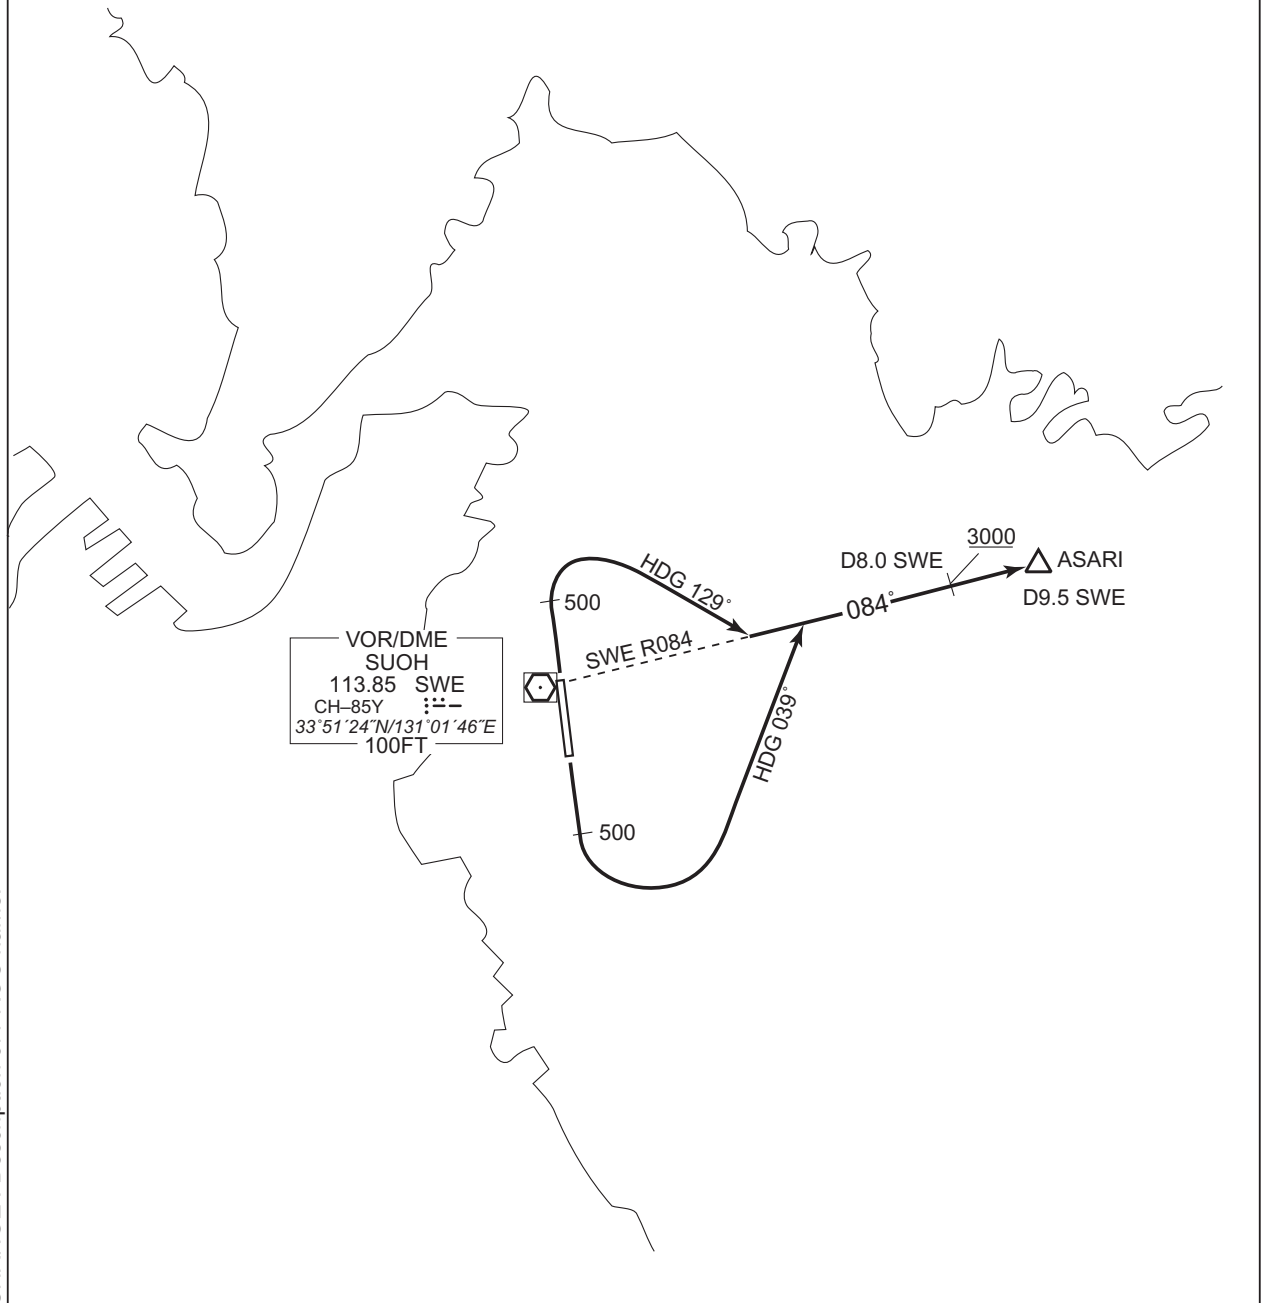 3000
D8.0 SWE
ASARI
D9.5 SWE
HDG 129°
084°
500
SWE R084
VOR/DME
SUOH
113.85 SWE
CH–85Y
33°51´24˝N/131°01´46˝E
100FT
HDG 039°
500